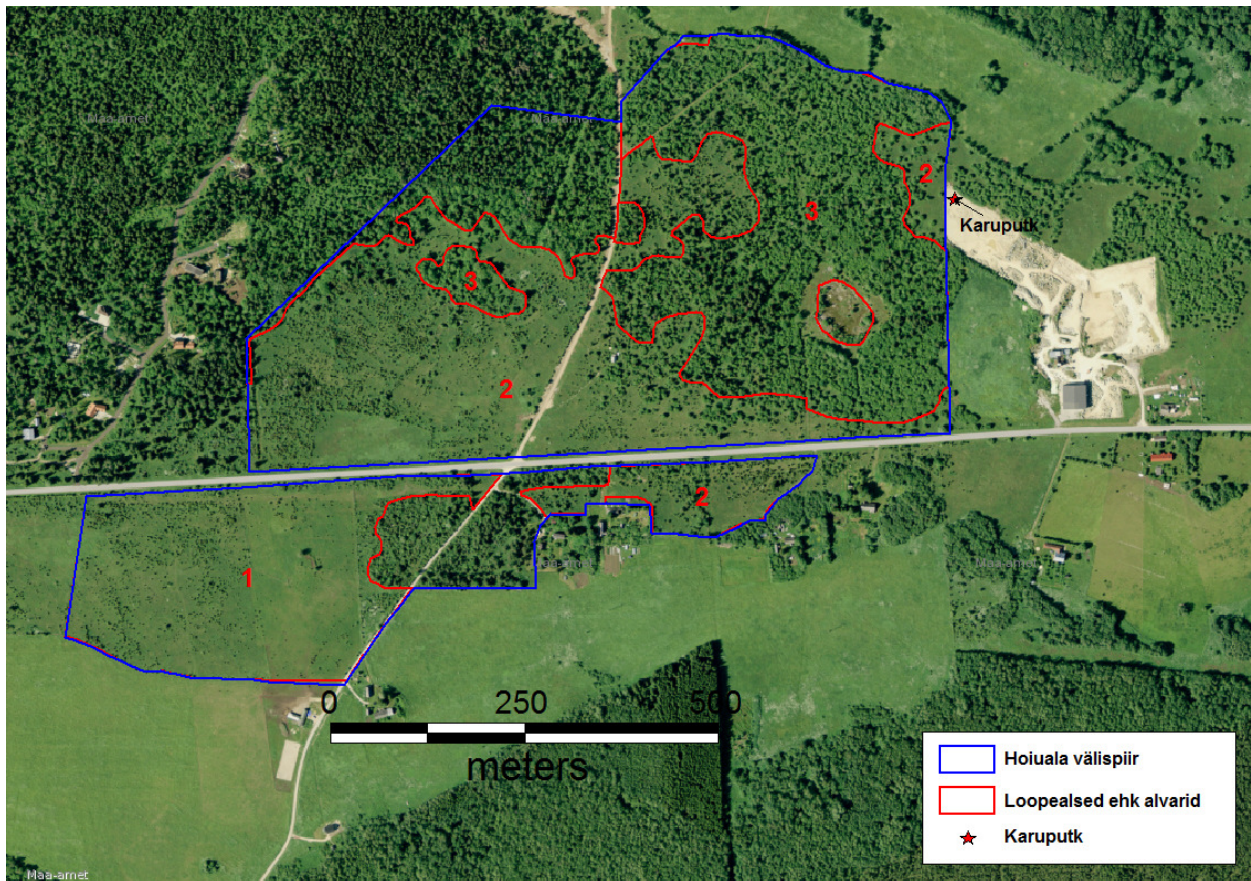 Maa-amet
Maa-amet
2
3
Karuputk
3
2
2
Maa-amet
Maa-amet
1
0 250 500
meters
Hoiuala välispiir
Loopealsed ehk alvarid
Karuputk
Maa-amet